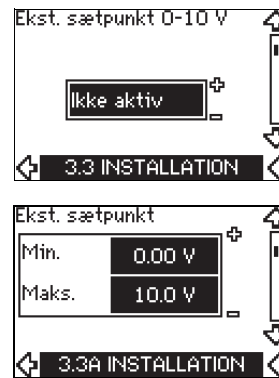 Ekst. sætpunkt 0-10 V
Ikke aktiv
3.3 INSTALLATION
Ekst. sætpunkt
Min. 0.00 V
Maks. 10.0 V
3.3A INSTALLATION